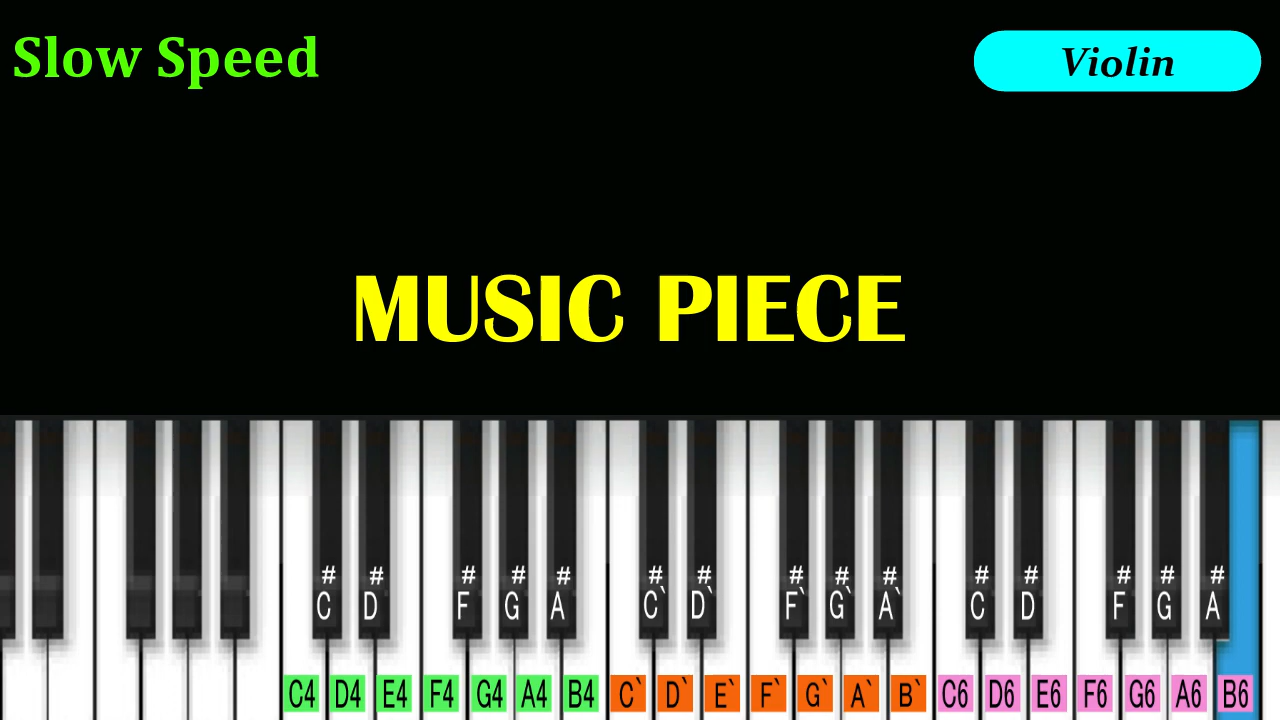 Slow Speed
Violin
MUSIC PIECE
# # # # # # # # # # # # # # #
C D F G A C` D` F` G` A` C D F G A
C4 D4 E4 F4 G4 A4 B4 C` D` E` F` G` A` B` C6 D6 E6 F6 G6 A6 B6